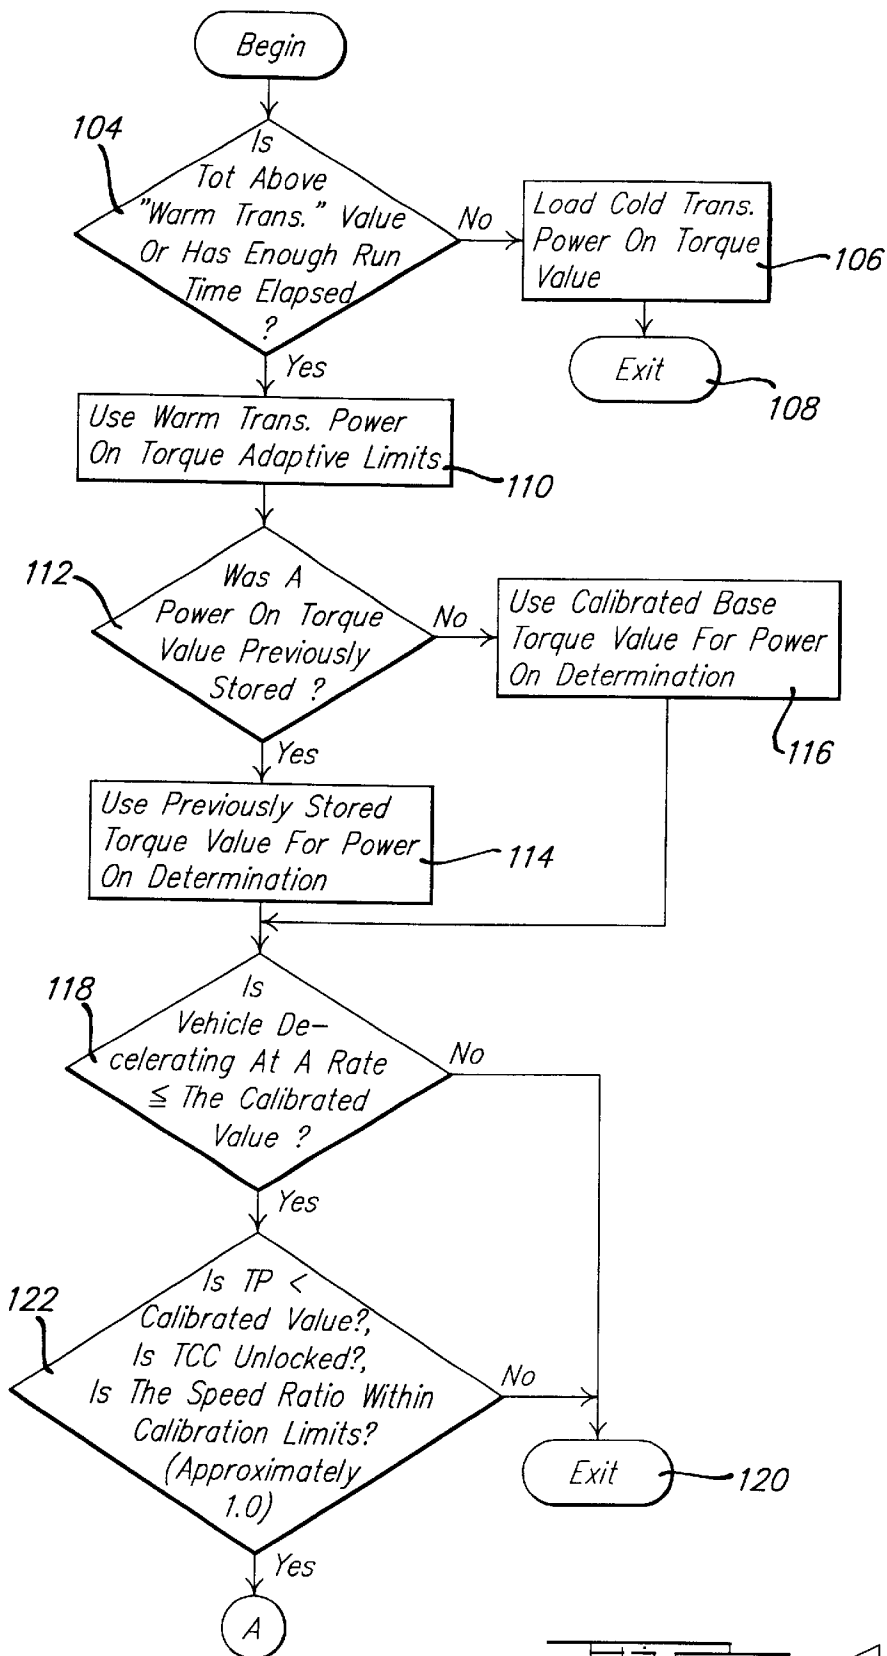 Begin
104
Is
Tot Above
"Warm Trans." Value
Or Has Enough Run
Time Elapsed
?
No
Load Cold Trans.
Power On Torque
Value
106
Exit
108
Yes
Use Warm Trans. Power
On Torque Adaptive Limits
110
112
Was A
Power On Torque
Value Previously
Stored ?
No
Use Calibrated Base
Torque Value For Power
On Determination
116
Yes
Use Previously Stored
Torque Value For Power
On Determination
114
118
Is
Vehicle De-
celerating At A Rate
≦ The Calibrated
Value ?
No
Yes
122
Is TP <
Calibrated Value?,
Is TCC Unlocked?,
Is The Speed Ratio Within
Calibration Limits?
(Approximately
1.0)
No
Exit
120
Yes
A